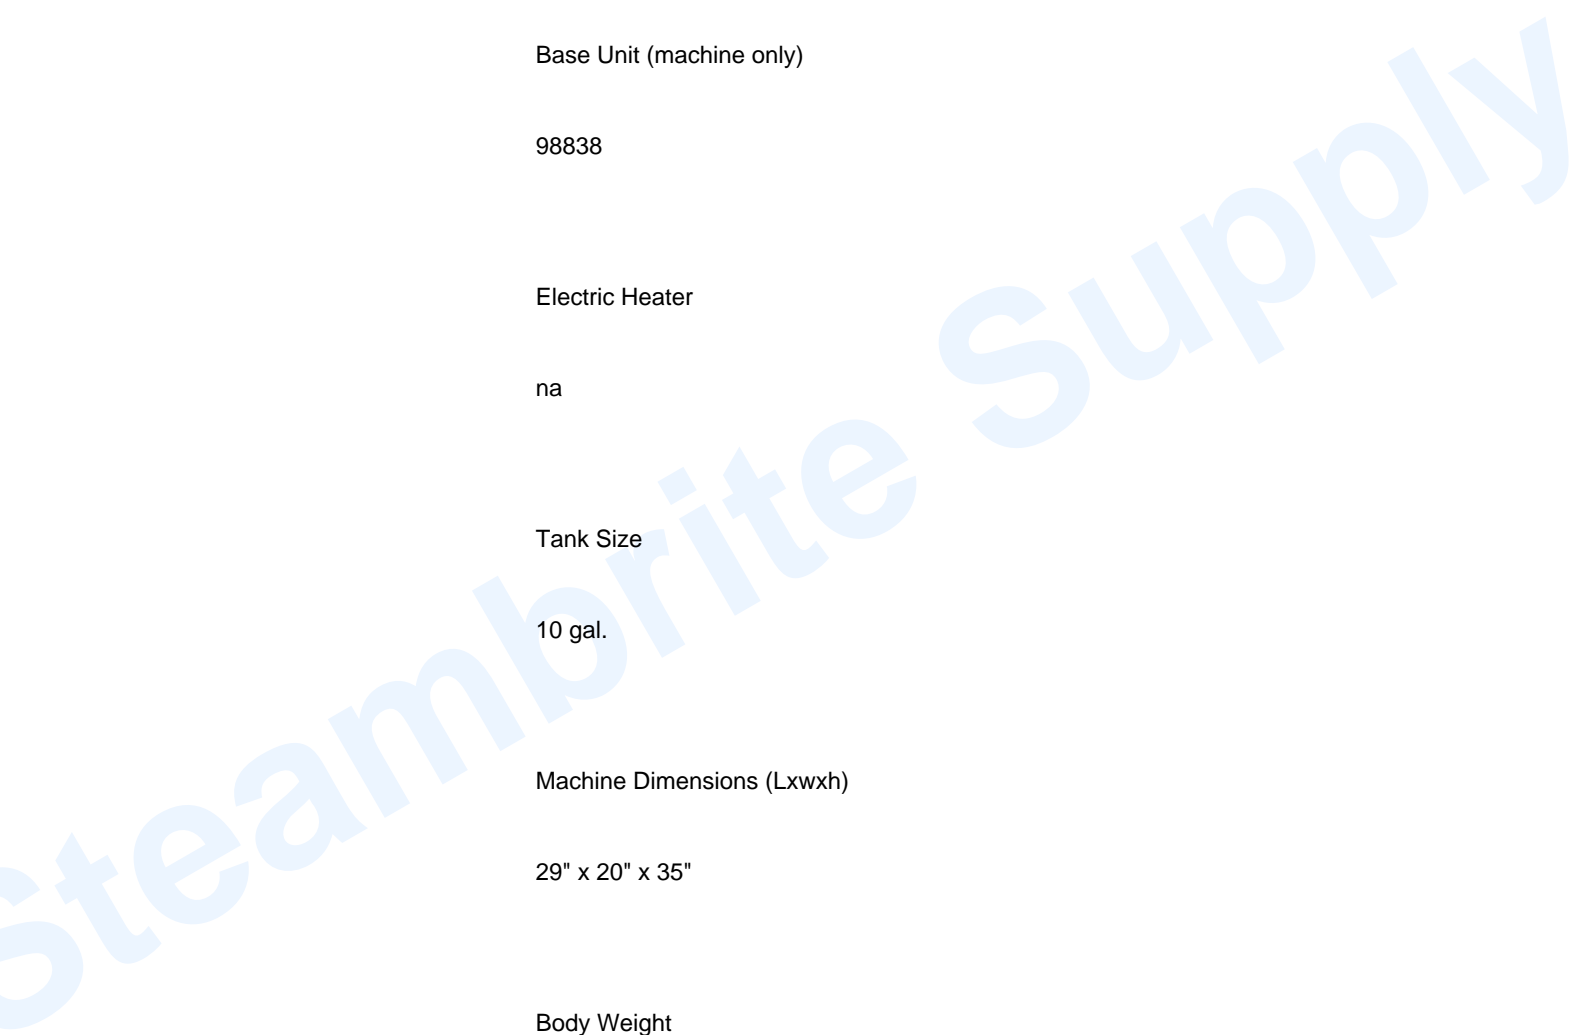 Base Unit (machine only)
98838
Electric Heater
na
Tank Size
10 gal.
Machine Dimensions (Lxwxh)
29" x 20" x 35"
Body Weight
Steambrite Supply